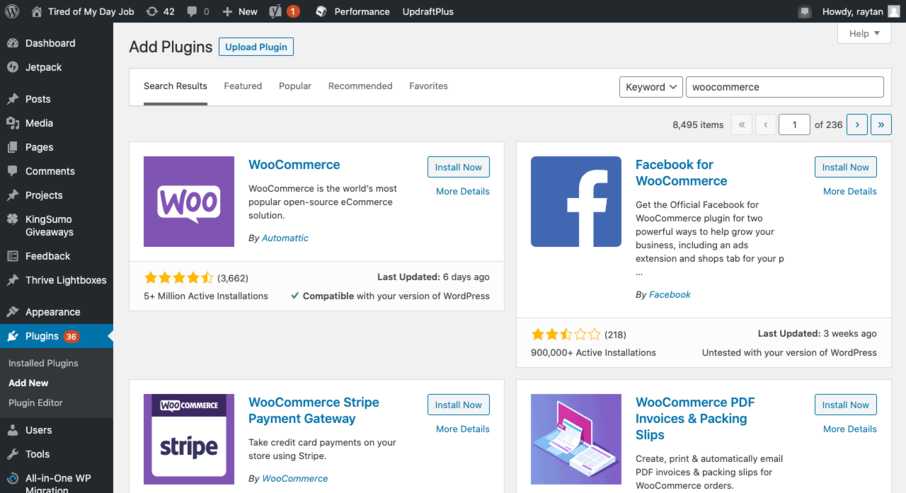 Tired of My Day Job 42 0 New 1 Performance UpdraftPlus Howdy, raytan
Dashboard
Jetpack
Posts
Media
Pages
Comments
Projects
KingSumo
Giveaways
Feedback
Thrive Lightboxes
Appearance
Plugins 36
Installed Plugins
Add New
Plugin Editor
Users
Tools
All-in-One WP
Migration
Help
Add Plugins Upload Plugin
Search Results Featured Popular Recommended Favorites Keyword woocommerce
8,495 items « ‹ 1 of 236 › »
WOO
WooCommerce
Install Now
More Details
WooCommerce is the world's most
popular open-source eCommerce
solution.
By Automattic
(3,662) Last Updated: 6 days ago
5+ Million Active Installations ✓ Compatible with your version of WordPress
f
Facebook for
WooCommerce
Install Now
More Details
Get the Official Facebook for
WooCommerce plugin for two
powerful ways to help grow your
business, including an ads
extension and shops tab for your p
...
By Facebook
(218) Last Updated: 3 weeks ago
900,000+ Active Installations Untested with your version of WordPress
WOO COMMERCE
stripe
WooCommerce Stripe
Payment Gateway
Install Now
More Details
Take credit card payments on your
store using Stripe.
By WooCommerce
WooCommerce PDF
Invoices & Packing
Slips
Install Now
More Details
Create, print & automatically email
PDF invoices & packing slips for
WooCommerce orders.